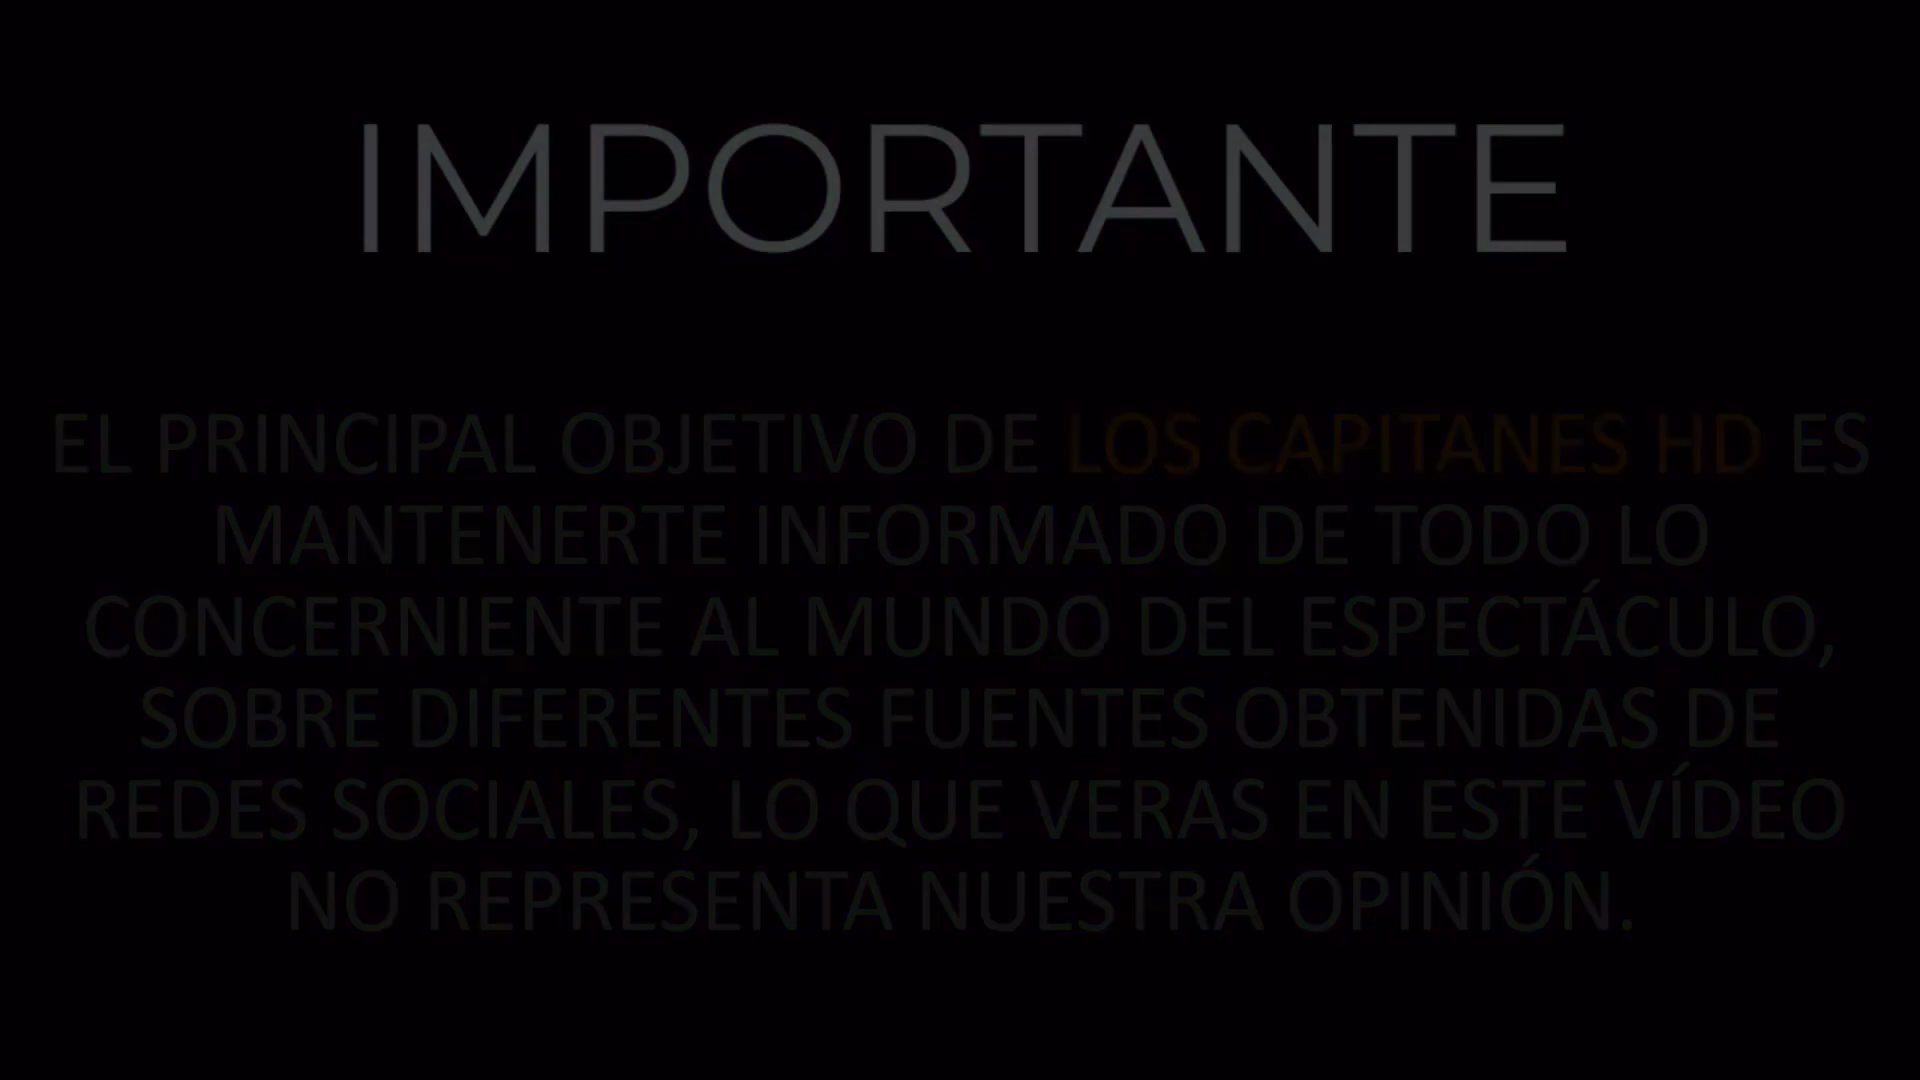 IMPORTANTE
EL PRINCIPAL OBJETIVO DE LOS CAPITANES HD ES
MANTENERTE INFORMADO DE TODO LO
CONCERNIENTE AL MUNDO DEL ESPECTÁCULO,
SOBRE DIFERENTES FUENTES OBTENIDAS DE
REDES SOCIALES, LO QUE VERAS EN ESTE VÍDEO
NO REPRESENTA NUESTRA OPINIÓN.